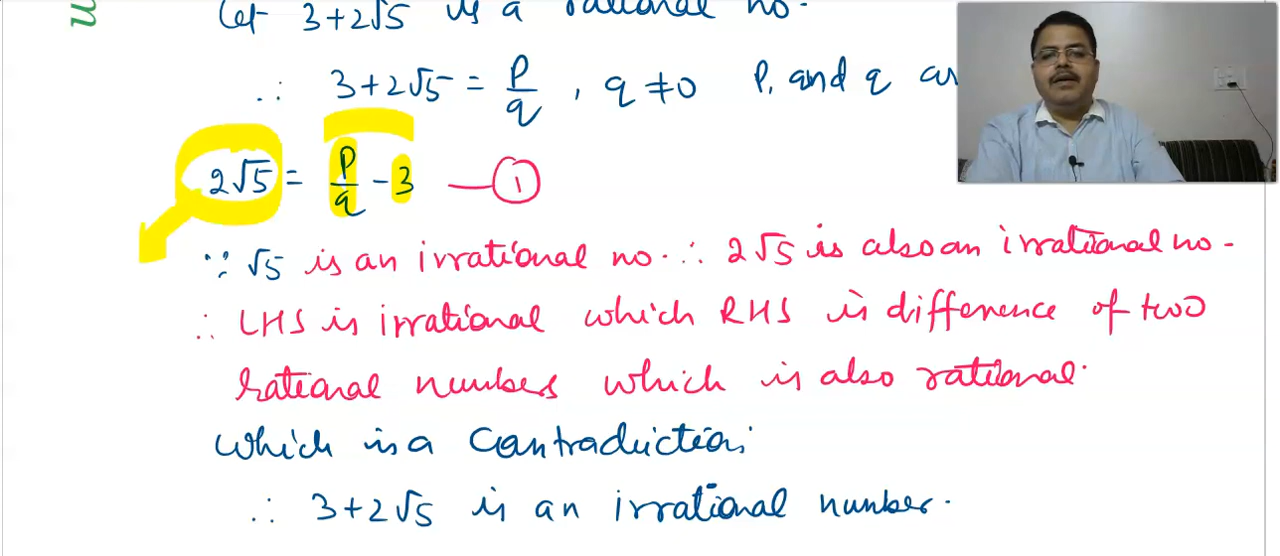 Let 3+2√5 is a rational no.
∴ 3+2√5 = p/q , q ≠0 P, and q
2√5 = p/q − 3 —①
∵ √5 is an irrational no. ∴ 2√5 is also an irrational no -
∴ LHS is irrational which RHS is difference of two
rational numbers which is also rational.
which is a contradiction;
∴ 3+2√5 is an irrational number.